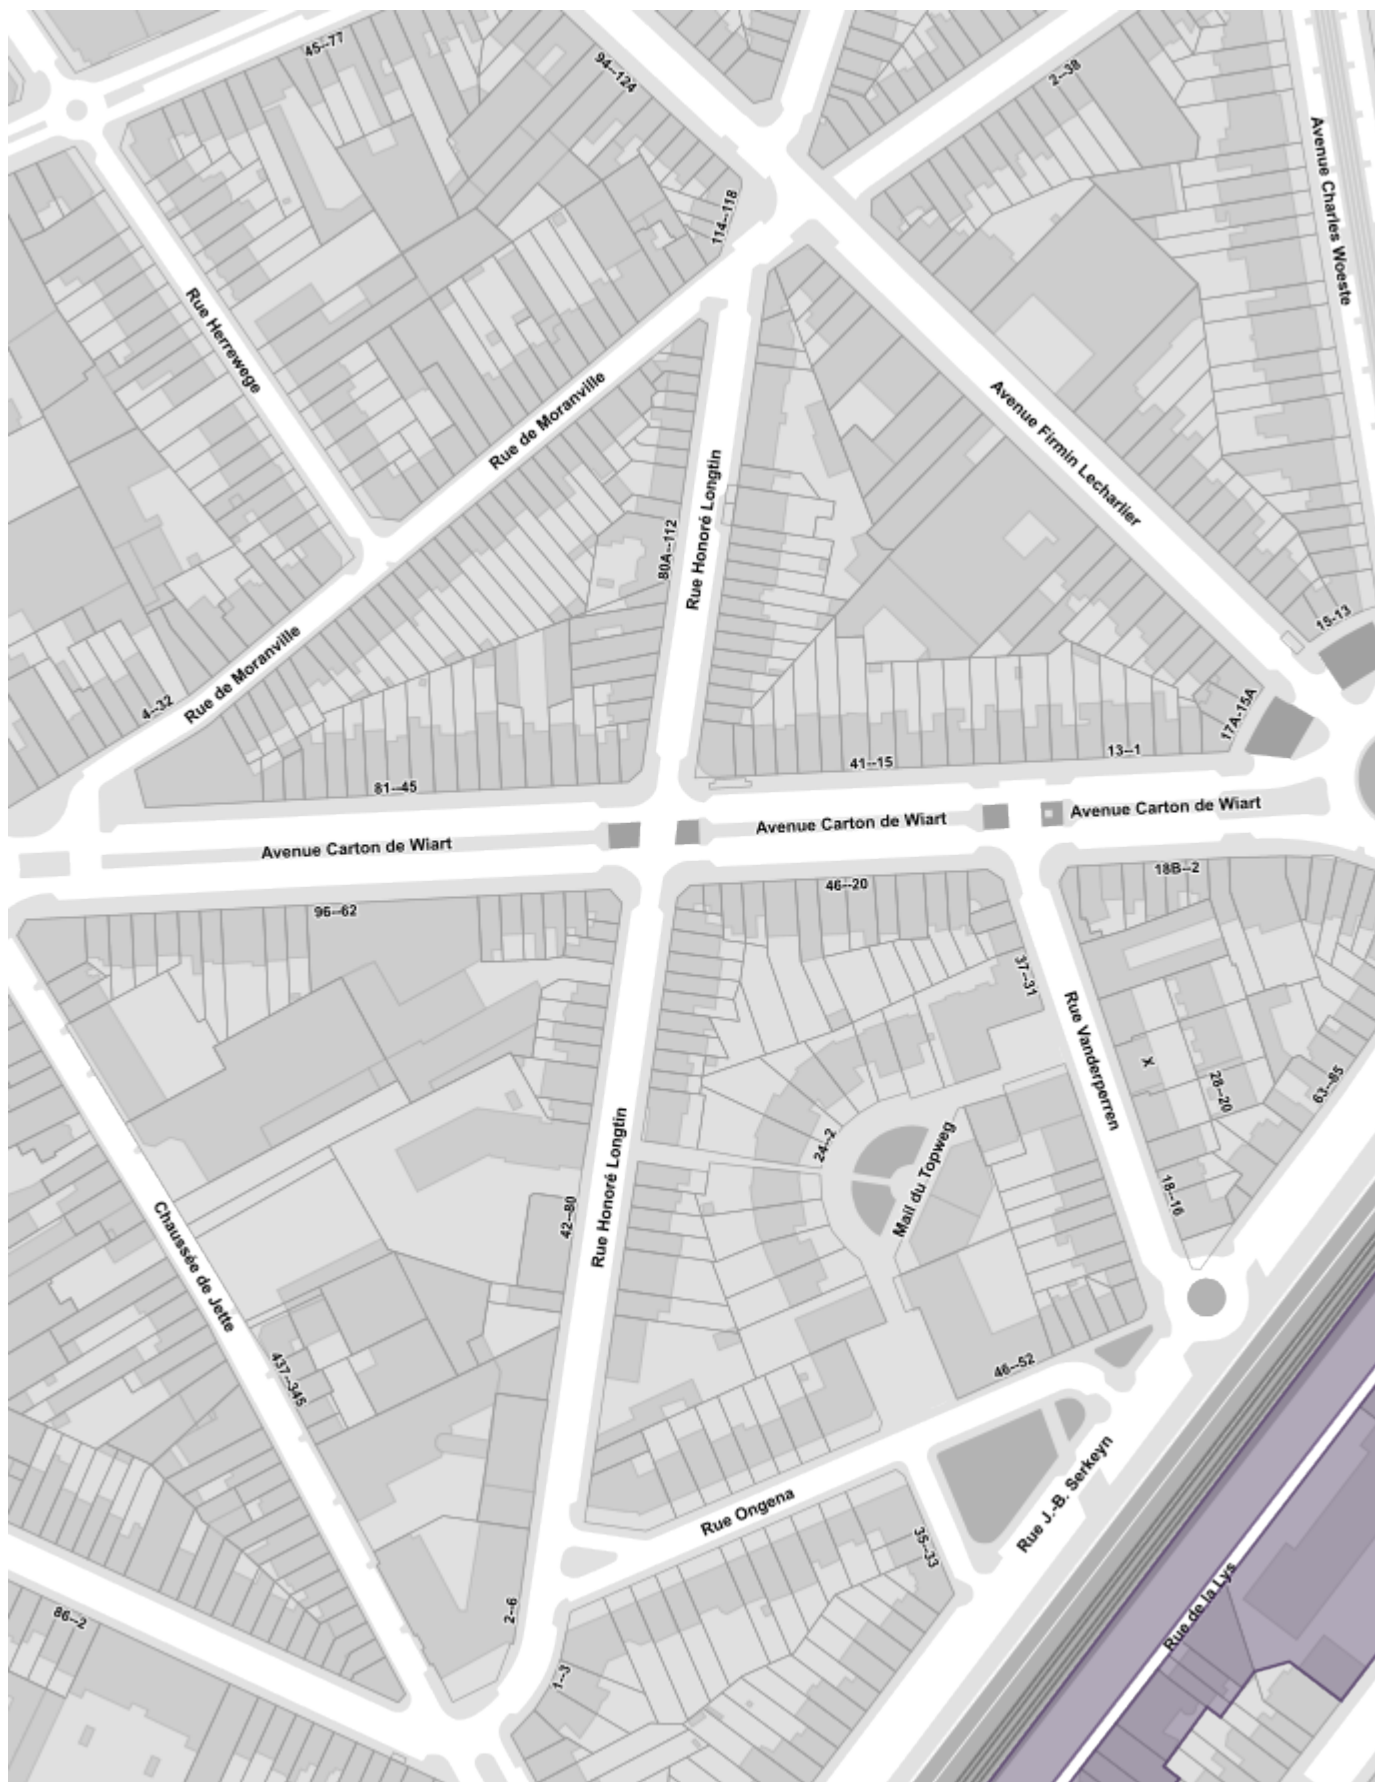 45--77
94--124
2--38
Avenue Charles Woeste
114--118
Rue Herrewege
Rue de Moranville
Avenue Firmin Lecharlier
Rue Honoré Longtin
80A--112
15-13
Rue de Moranville
4--32
17A-15A
13--1
41--15
81--45
Avenue Carton de Wiart
Avenue Carton de Wiart
Avenue Carton de Wiart
18B--2
46--20
96--62
37--31
Rue Vanderperren
X
28--20
63--85
24--2
Mail du Topweg
18--16
42--80
Rue Honoré Longtin
Chaussée de Jette
437--345
46--52
Rue J.-B. Serkeyn
Rue Ongena
35--33
Rue de la Lys
2--6
86--2
1--3